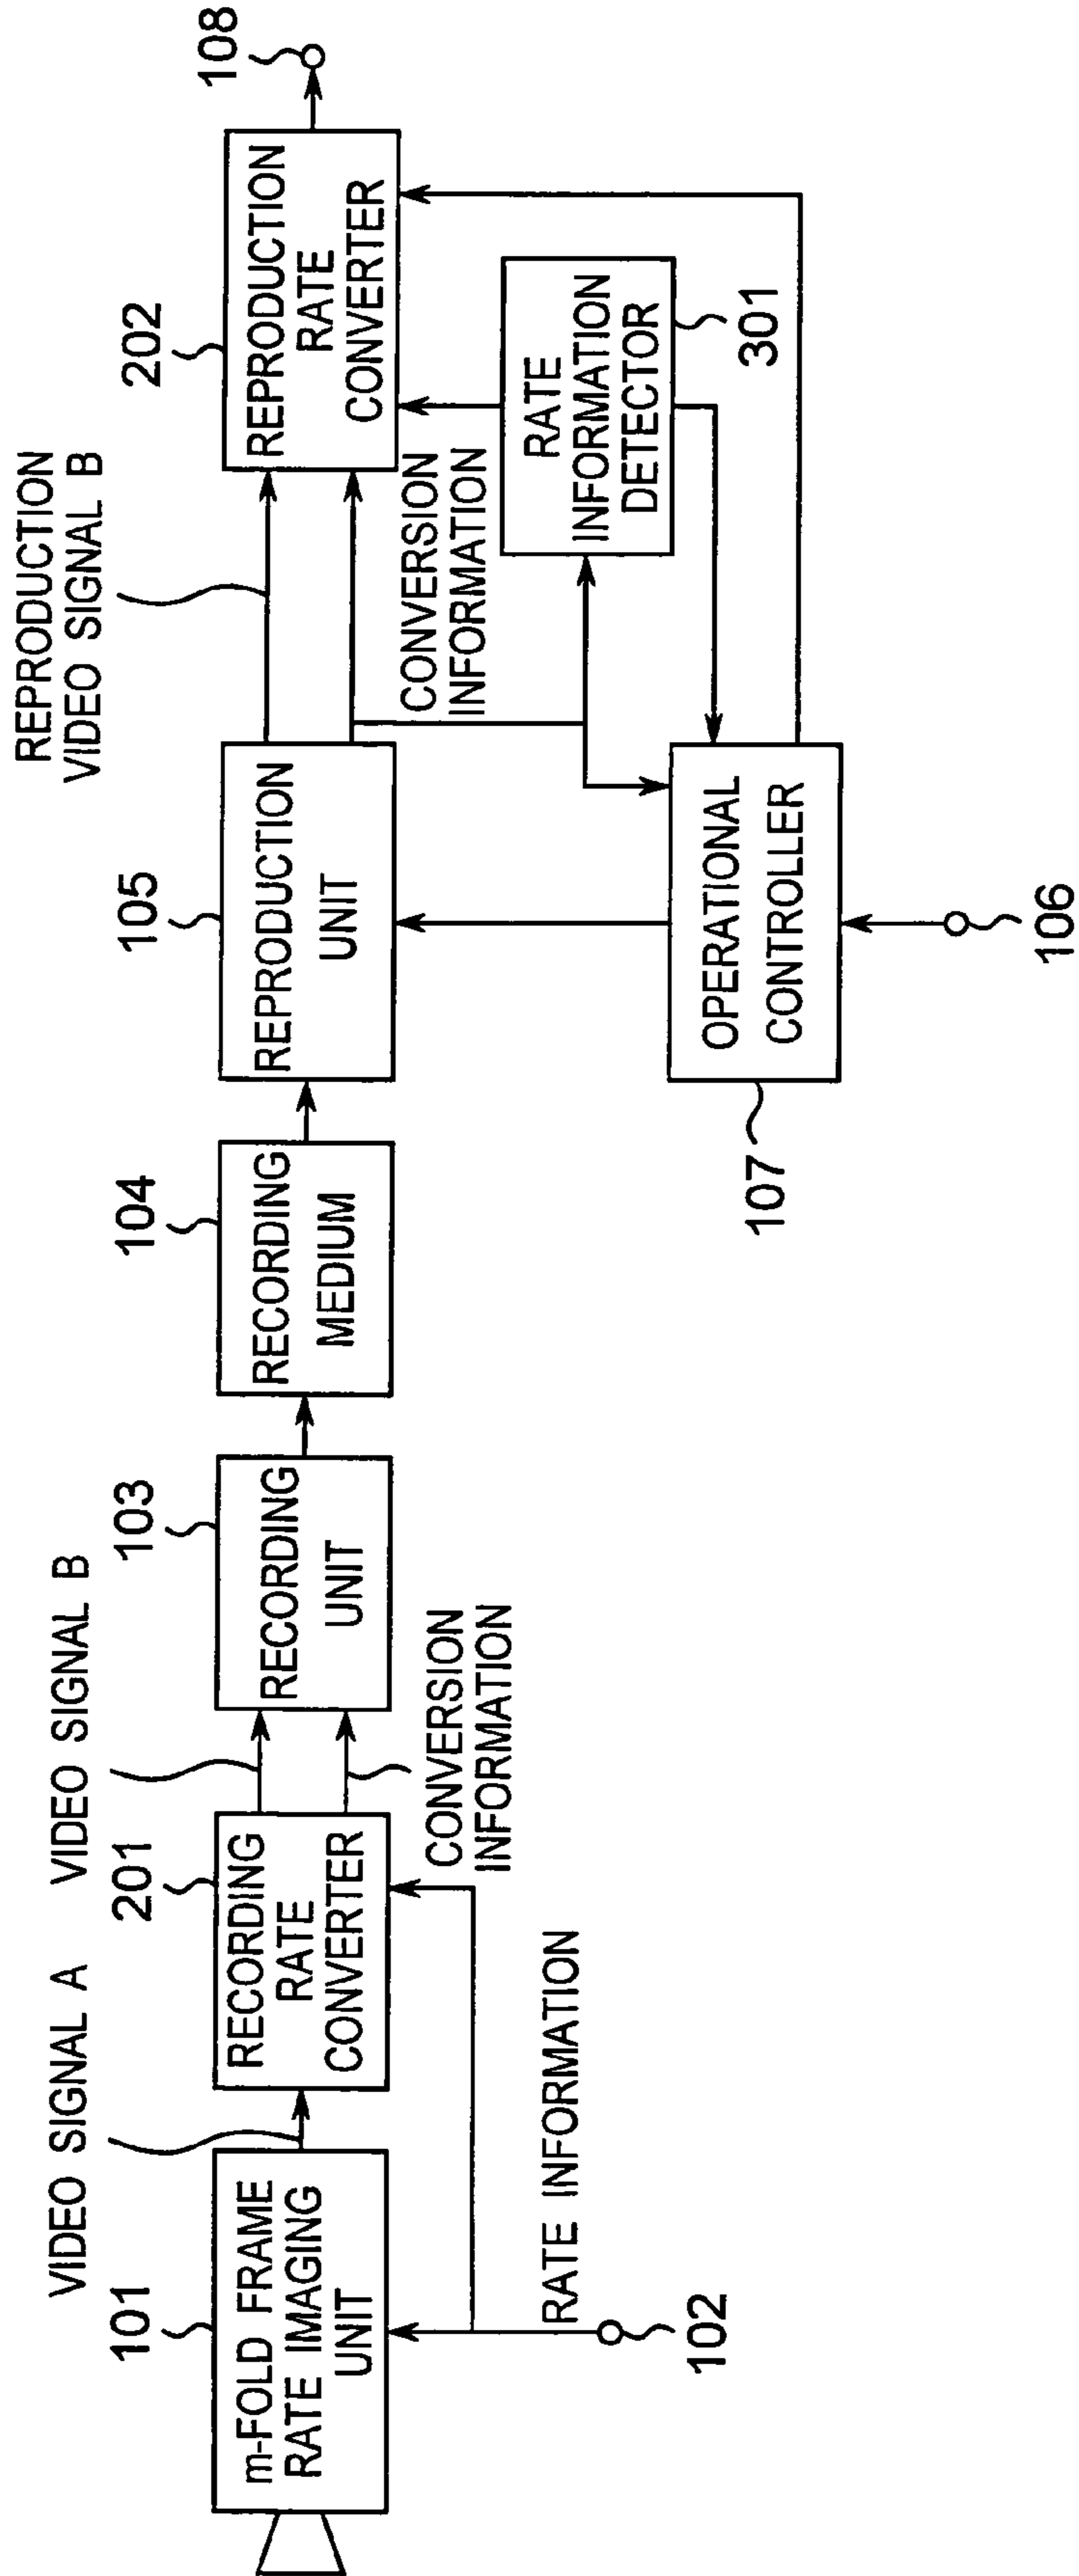 VIDEO SIGNAL A
101
m-FOLD FRAME
RATE IMAGING
UNIT
102
RATE INFORMATION
201
RECORDING
RATE
CONVERTER
VIDEO SIGNAL B
CONVERSION
INFORMATION
103
RECORDING
UNIT
104
RECORDING
MEDIUM
105
REPRODUCTION
UNIT
REPRODUCTION
VIDEO SIGNAL B
CONVERSION
INFORMATION
107
OPERATIONAL
CONTROLLER
106
202
REPRODUCTION
RATE
CONVERTER
RATE
INFORMATION
DETECTOR
301
108